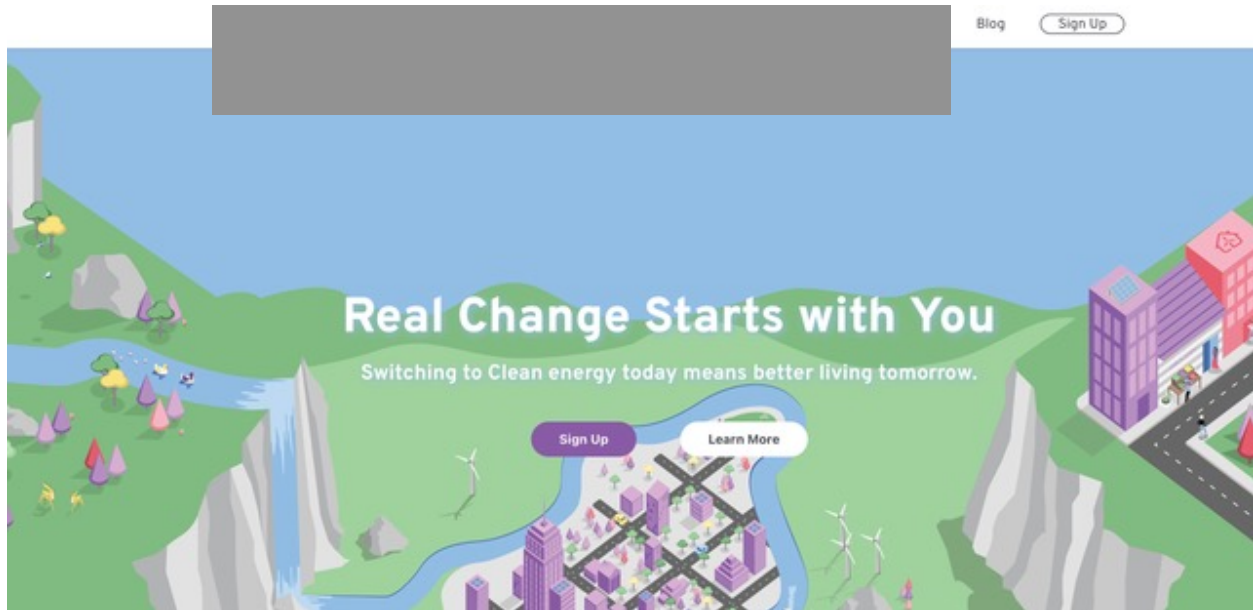 Blog
Sign Up
Real Change Starts with You
Switching to Clean energy today means better living tomorrow.
Sign Up
Learn More